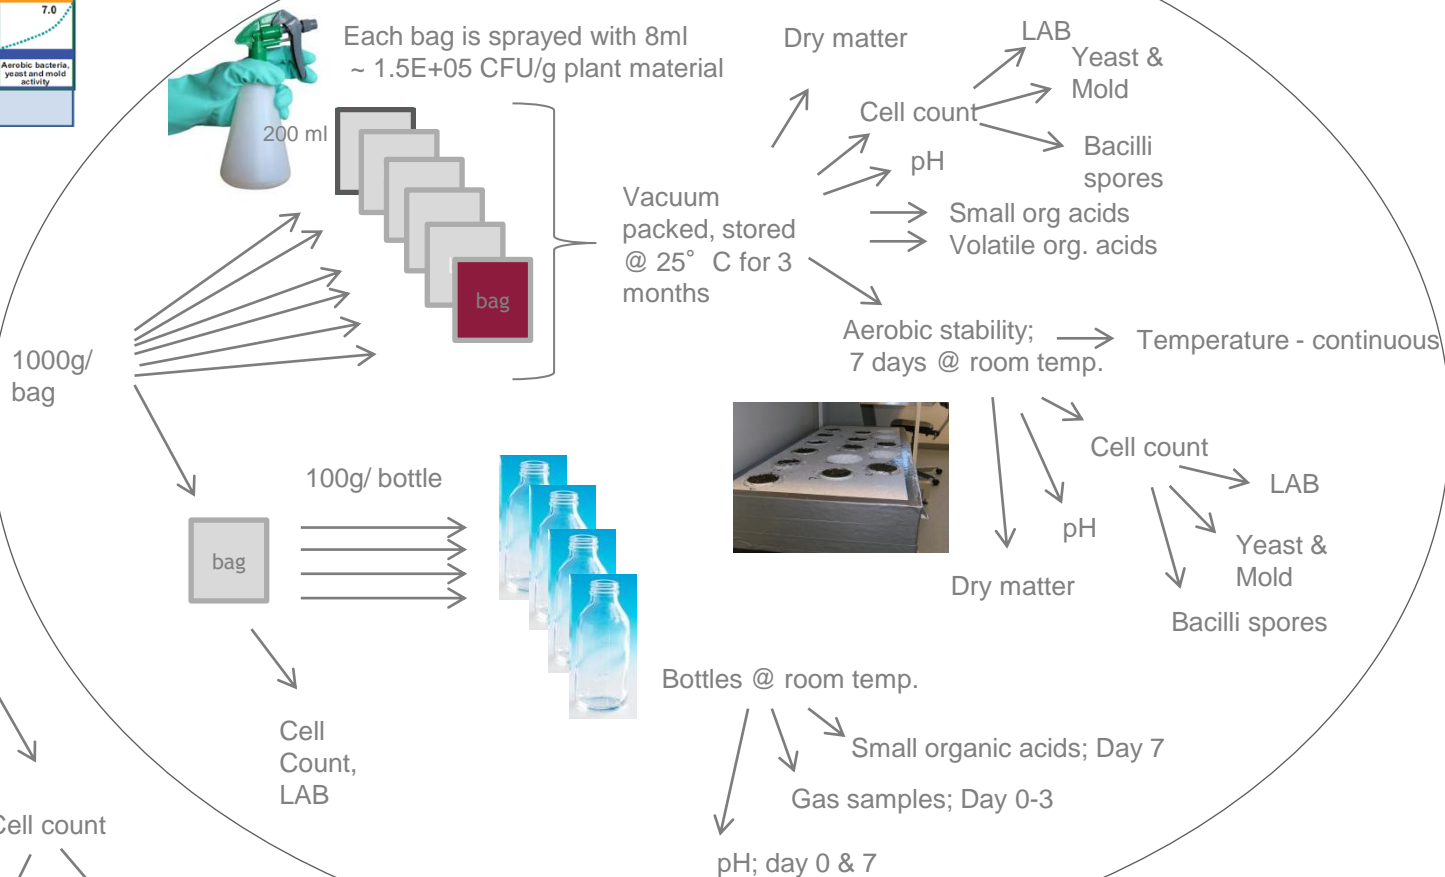 7.0
Aerobic bacteria,
yeast and mold
activity
Each bag is sprayed with 8ml
~ 1.5E+05 CFU/g plant material
200 ml
bag
1000g/
bag
Vacuum
packed, stored
@ 25° C for 3
months
Dry matter
Cell count
LAB
Yeast &
Mold
Bacilli
spores
pH
Small org acids
Volatile org. acids
Aerobic stability;
7 days @ room temp.
Temperature - continuous
Cell count
LAB
Yeast &
Mold
Bacilli spores
pH
Dry matter
100g/ bottle
bag
Cell
Count,
LAB
Bottles @ room temp.
Small organic acids; Day 7
Gas samples; Day 0-3
pH; day 0 & 7
Cell count